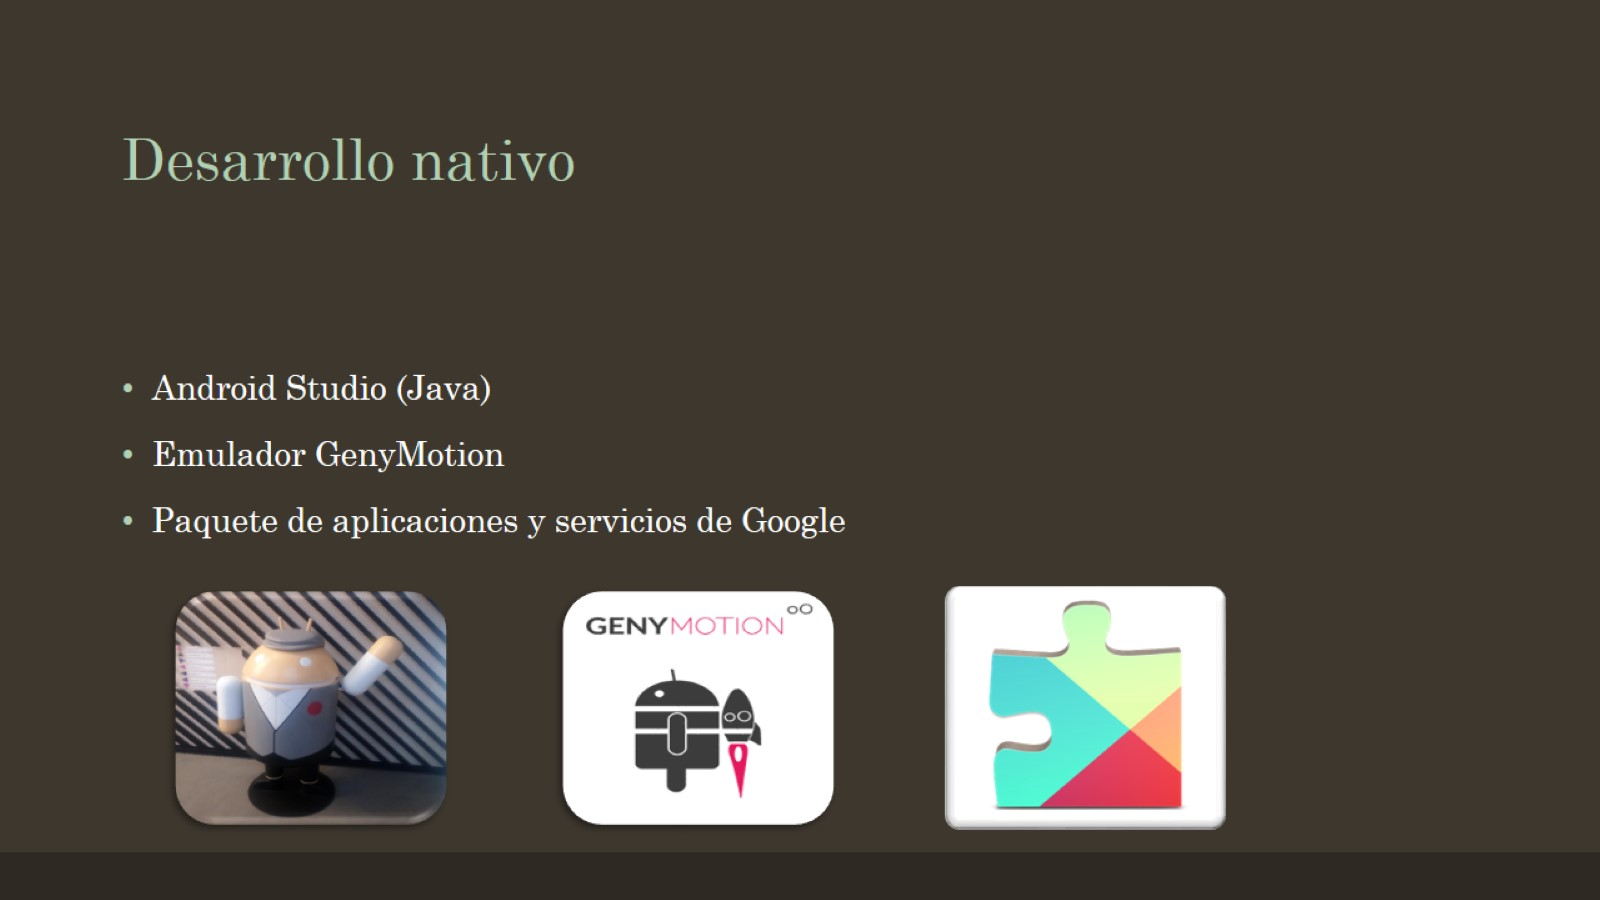 Desarrollo nativo
• Android Studio (Java)
• Emulador GenyMotion
• Paquete de aplicaciones y servicios de Google
GENYMOTION